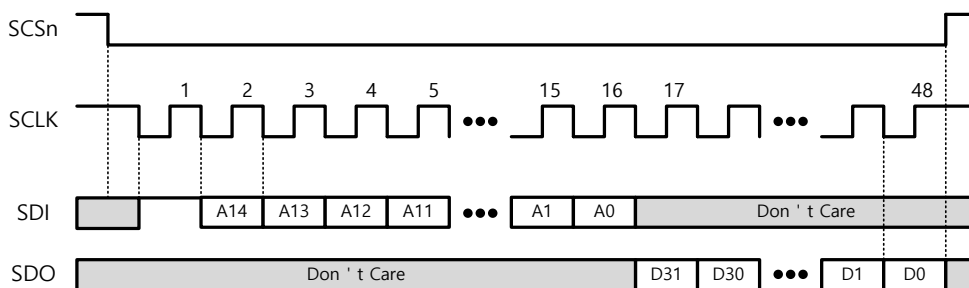 SCSn
1 2 3 4 5 15 16 17 48
SCLK ●●● ●●●
SDI A14 A13 A12 A11 ●●● A1 A0 Don ' t Care
SDO Don ' t Care D31 D30 ●●● D1 D0